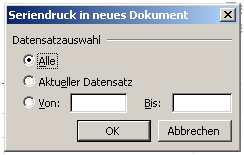 Seriendruck in neues Dokument
Datensatzauswahl
Alle
Aktueller Datensatz
Von: Bis:
OK Abbrechen